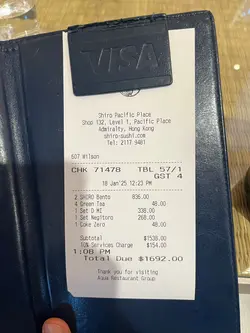 VISA
Shiro Pacific Place
Shop 132, Level 1, Pacific Place
Admiralty, Hong Kong
shiro-sushi.com
Tel: 2117 9481
607 Wilson
CHK 71478 TBL 57/1
GST 4
18 Jan'25 12:23 PM
2 SHIRO Bento 836.00
4 Green Tea 48.00
1 Set D MI 338.00
1 Set Negitoro 268.00
1 Coke Zero 48.00
Subtotal $1538.00
10% Services Charge $154.00
1:08 PM
Total Due $1692.00
Thank you for visiting
Aqua Restaurant Group